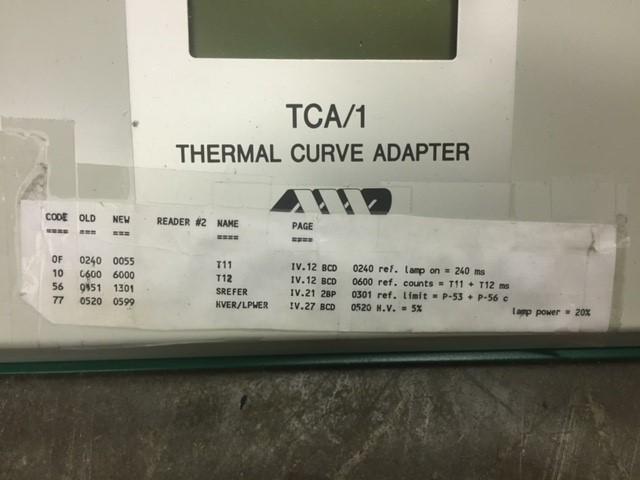 TCA/1
THERMAL CURVE ADAPTER
CODE OLD NEW READER #2 NAME PAGE
==== === === ==== ====
0F 0240 0055 T11 IV.12 BCD 0240 ref. lamp on = 240 ms
10 0600 6000 T12 IV.12 BCD 0600 ref. counts = T11 + T12 ms
56 0151 1301 SREFER IV.21 2BP 0301 ref. limit = P-53 + P-56 c
77 0520 0599 HVER/LPWER IV.27 BCD 0520 H.V. = 5% lamp power = 20%